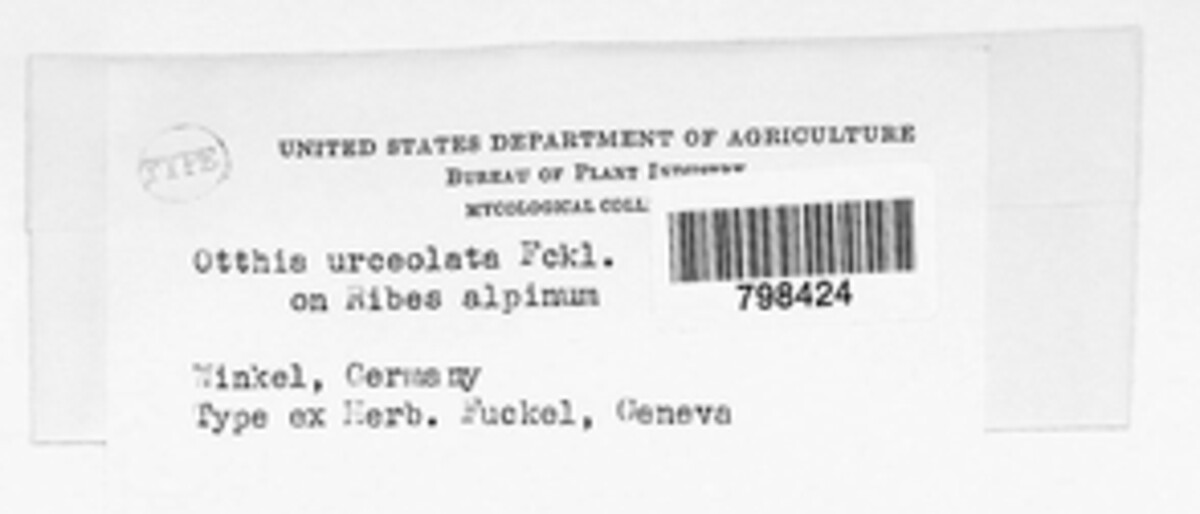 TYPE
UNITED STATES DEPARTMENT OF AGRICULTURE
BUREAU OF PLANT INDUSTRY
MYCOLOGICAL COLL
Otthia urceolata Fckl.
on Ribes alpinum
798424
Winkel, Germany
Type ex Herb. Fuckel, Geneva